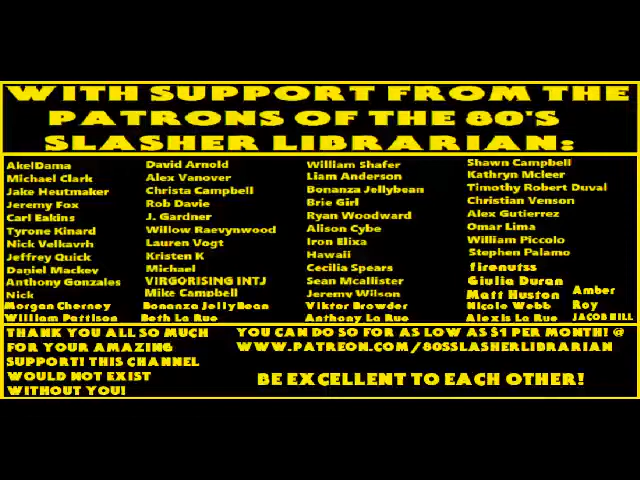 WITH SUPPORT FROM THE
PATRONS OF THE 80'S
SLASHER LIBRARIAN:
AkelDama
Michael Clark
Jake Heutmaker
Jeremy Fox
Carl Eakins
Tyrone Kinard
Nick Velkavrh
Jeffrey Quick
Daniel Mackey
Anthony Gonzales
Nick
Morgan Cherney
William Pattison
David Arnold
Alex Vanover
Christa Campbell
Rob Davie
J. Gardner
Willow Raevynwood
Lauren Vogt
Kristen K
Michael
VIRGORISING INTJ
Mike Campbell
Bonanza JellyBean
Beth La Rue
William Shafer
Liam Anderson
Bonanza Jellybean
Brie Girl
Ryan Woodward
Alison Cybe
Iron Elixa
Hawaii
Cecilia Spears
Sean Mcallister
Jeremy Wilson
Viktor Browder
Anthony La Rue
Shawn Campbell
Kathryn Mcleer
Timothy Robert Duval
Christian Venson
Alex Gutierrez
Omar Lima
William Piccolo
Stephen Palamo
firenutss
Giulia Duran
Matt Huston
Nicole Webb
Alexis La Rue
Amber
Roy
JACOB HILL
THANK YOU ALL SO MUCH
FOR YOUR AMAZING
SUPPORT! THIS CHANNEL
WOULD NOT EXIST
WITHOUT YOU!
YOU CAN DO SO FOR AS LOW AS $1 PER MONTH! @
WWW.PATREON.COM/80SSLASHERLIBRARIAN
BE EXCELLENT TO EACH OTHER!